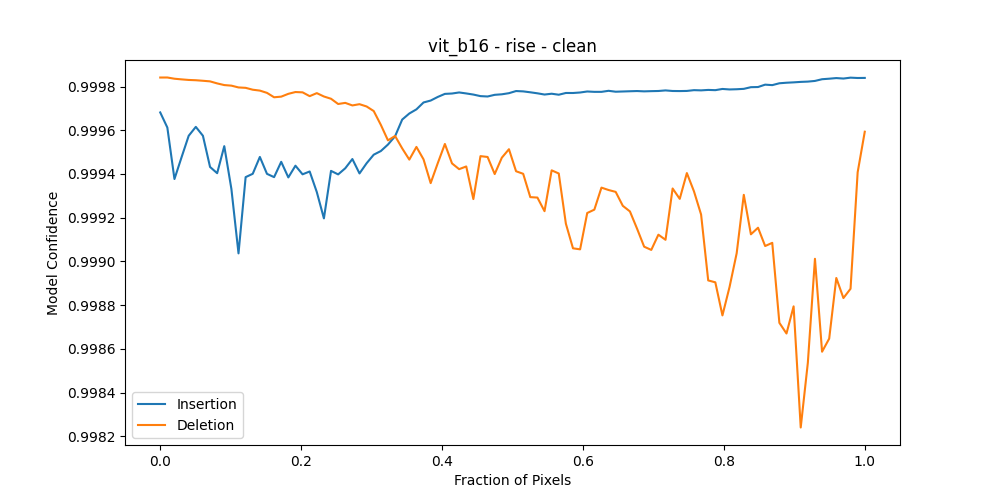 vit_b16 - rise - clean
0.9998
0.9996
0.9994
0.9992
0.9990
0.9988
0.9986
0.9984
0.9982
Model Confidence
Insertion
Deletion
0.0 0.2 0.4 0.6 0.8 1.0
Fraction of Pixels